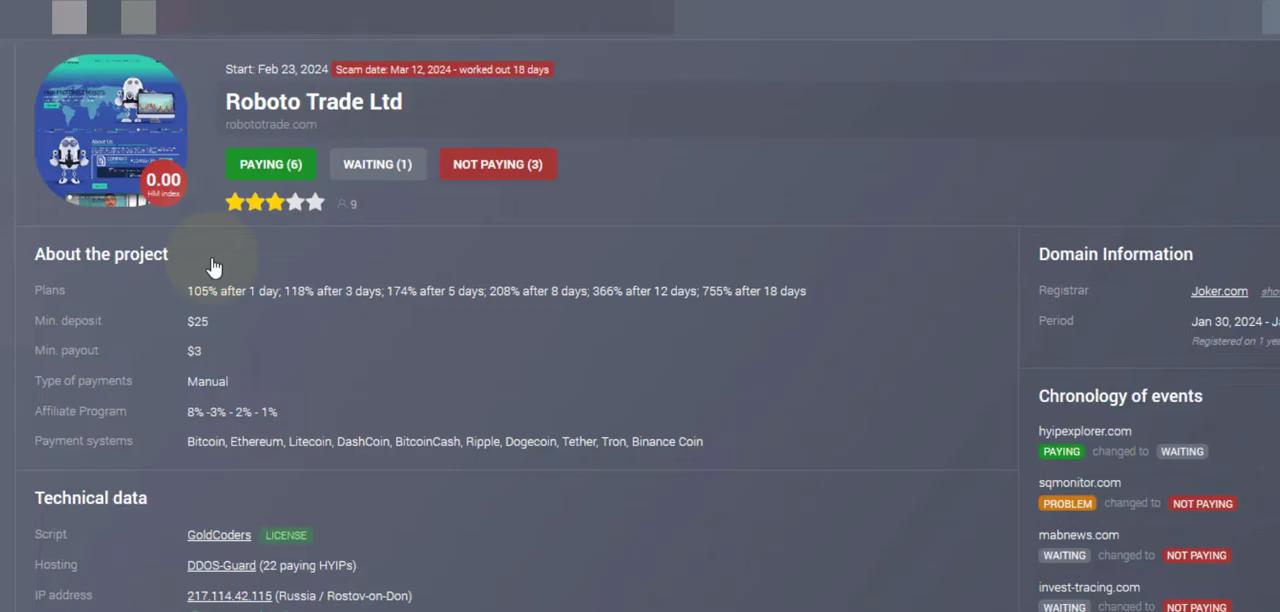 Start: Feb 23, 2024 Scam date: Mar 12, 2024 - worked out 18 days
Roboto Trade Ltd
robototrade.com
PAYING (6) WAITING (1) NOT PAYING (3)
0.00
HM index
9
About the project
Plans 105% after 1 day; 118% after 3 days; 174% after 5 days; 208% after 8 days; 366% after 12 days; 755% after 18 days
Min. deposit $25
Min. payout $3
Type of payments Manual
Affiliate Program 8% -3% - 2% - 1%
Payment systems Bitcoin, Ethereum, Litecoin, DashCoin, BitcoinCash, Ripple, Dogecoin, Tether, Tron, Binance Coin
Technical data
Script GoldCoders LICENSE
Hosting DDOS-Guard (22 paying HYIPs)
IP address 217.114.42.115 (Russia / Rostov-on-Don)
Domain Information
Registrar Joker.com sho
Period Jan 30, 2024 - J
Registered on 1 ye
Chronology of events
hyipexplorer.com
PAYING changed to WAITING
sqmonitor.com
PROBLEM changed to NOT PAYING
mabnews.com
WAITING changed to NOT PAYING
invest-tracing.com
WAITING changed to NOT PAYING